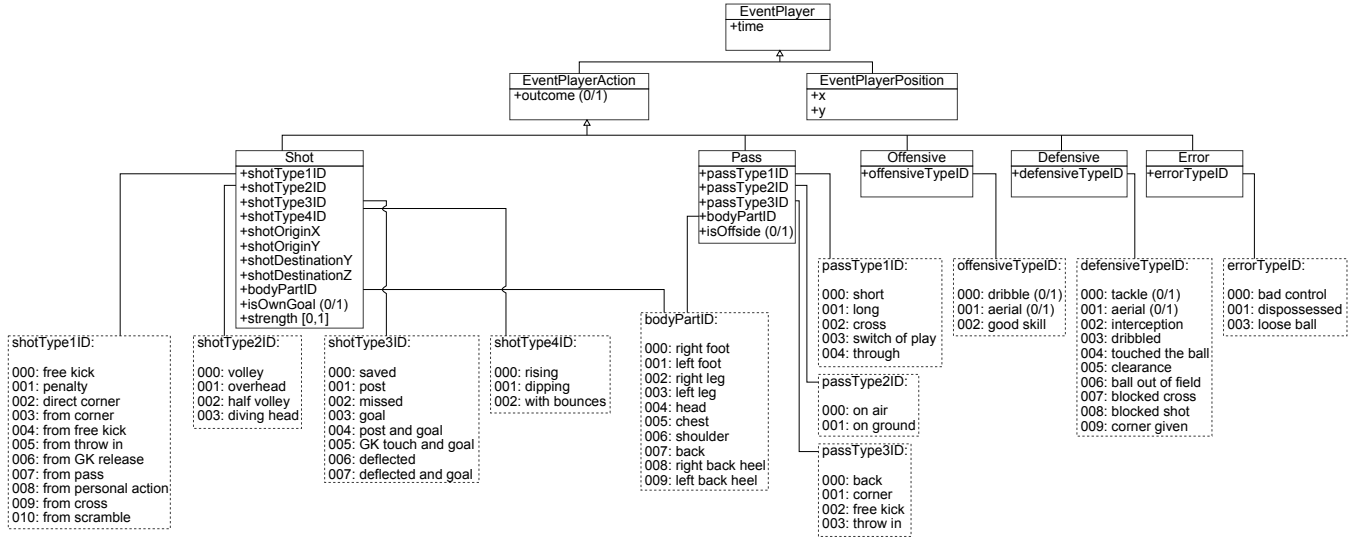 EventPlayer
+time
EventPlayerAction
+outcome (0/1)
EventPlayerPosition
+x
+y
Shot
+shotType1ID
+shotType2ID
+shotType3ID
+shotType4ID
+shotOriginX
+shotOriginY
+shotDestinationY
+shotDestinationZ
+bodyPartID
+isOwnGoal (0/1)
+strength [0,1]
Pass
+passType1ID
+passType2ID
+passType3ID
+bodyPartID
+isOffside (0/1)
Offensive
+offensiveTypeID
Defensive
+defensiveTypeID
Error
+errorTypeID
shotType1ID:
000: free kick
001: penalty
002: direct corner
003: from corner
004: from free kick
005: from throw in
006: from GK release
007: from pass
008: from personal action
009: from cross
010: from scramble
shotType2ID:
000: volley
001: overhead
002: half volley
003: diving head
shotType3ID:
000: saved
001: post
002: missed
003: goal
004: post and goal
005: GK touch and goal
006: deflected
007: deflected and goal
shotType4ID:
000: rising
001: dipping
002: with bounces
bodyPartID:
000: right foot
001: left foot
002: right leg
003: left leg
004: head
005: chest
006: shoulder
007: back
008: right back heel
009: left back heel
passType1ID:
000: short
001: long
002: cross
003: switch of play
004: through
passType2ID:
000: on air
001: on ground
passType3ID:
000: back
001: corner
002: free kick
003: throw in
offensiveTypeID:
000: dribble (0/1)
001: aerial (0/1)
002: good skill
defensiveTypeID:
000: tackle (0/1)
001: aerial (0/1)
002: interception
003: dribbled
004: touched the ball
005: clearance
006: ball out of field
007: blocked cross
008: blocked shot
009: corner given
errorTypeID:
000: bad control
001: dispossessed
003: loose ball